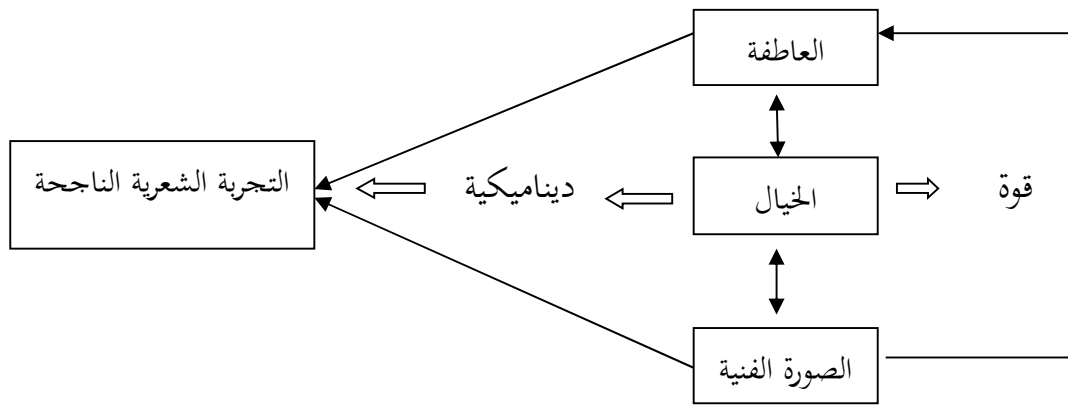 العاطفة
قوة
الخيال
ديناميكية
التجربة الشعرية الناجحة
الصورة الفنية